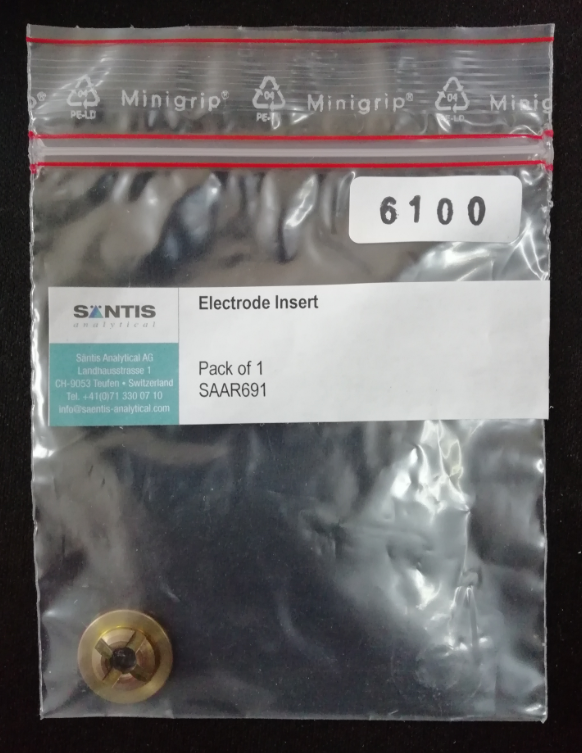 04 Minigrip® 04 Minigrip® 04 Minig
PE-LD PE-LD PE-LD
6100
SÄNTIS
analytical
Electrode Insert
Säntis Analytical AG
Landhausstrasse 1
CH-9053 Teufen • Switzerland
Tel. +41(0)71 330 07 10
info@saentis-analytical.com
Pack of 1
SAAR691